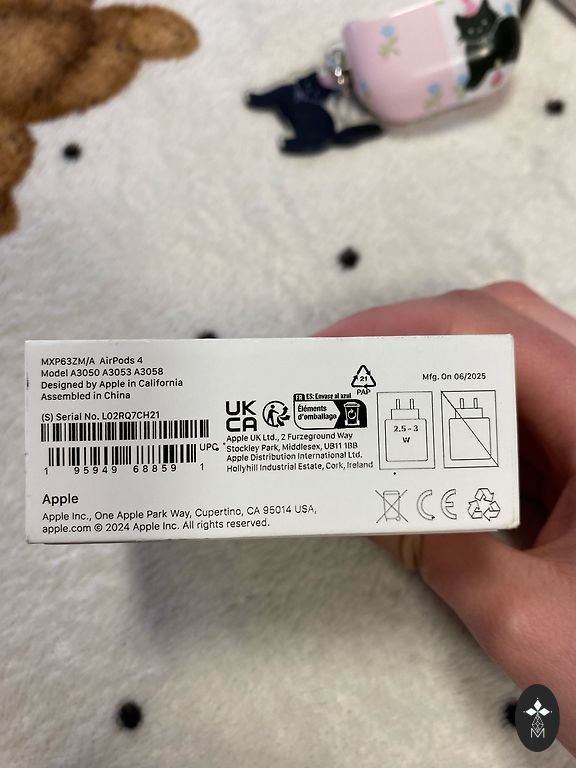 MXP63ZM/A AirPods 4
Model A3050 A3053 A3058
Designed by Apple in California
Assembled in China
(S) Serial No. L02RQ7CH21
UPC
1 95949 68859 1
Apple
Apple Inc., One Apple Park Way, Cupertino, CA 95014 USA,
apple.com © 2024 Apple Inc. All rights reserved.
UK
CA
FR ES: Envase al azul
Éléments
d'emballage
21
PAP
Apple UK Ltd., 2 Furzeground Way
Stockley Park, Middlesex, UB11 1BB
Apple Distribution International Ltd.
Hollyhill Industrial Estate, Cork, Ireland
Mfg. On 06/2025
2.5 - 3
W
CE
M